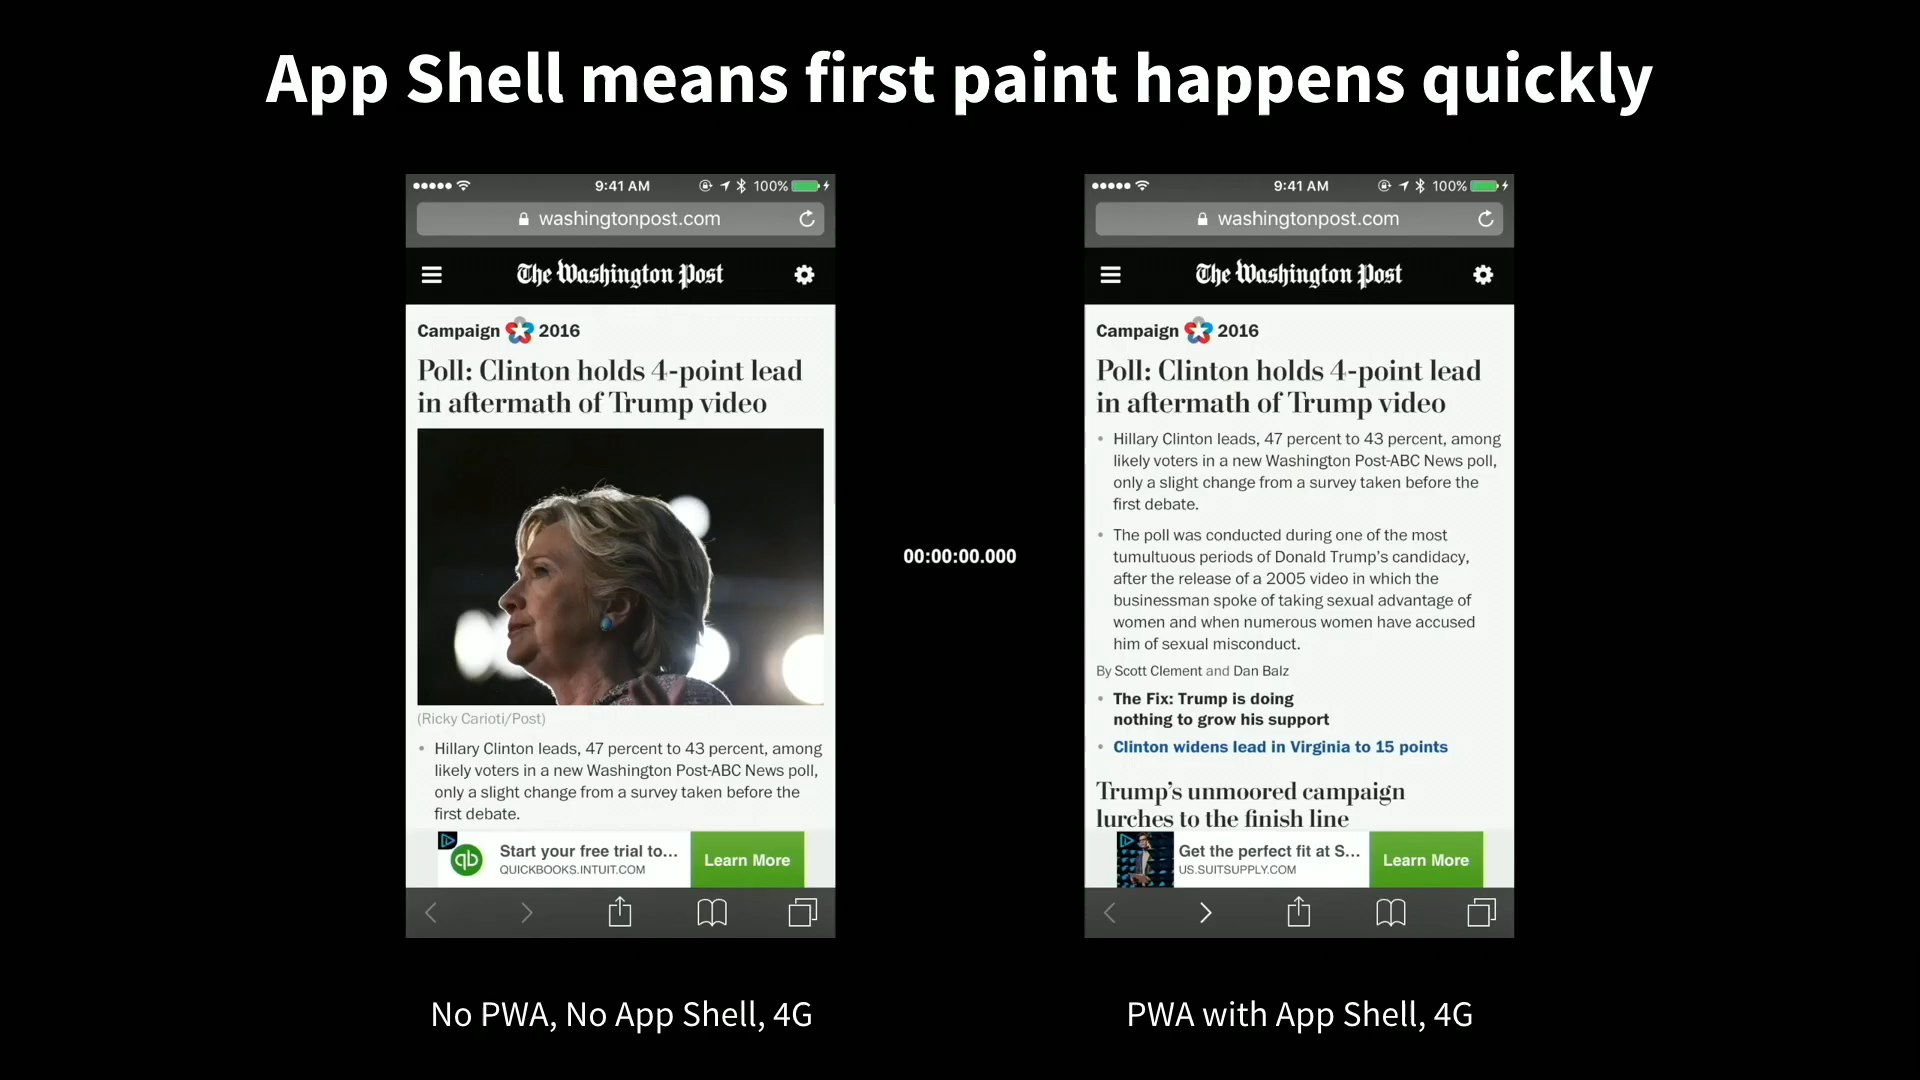 App Shell means first paint happens quickly
9:41 AM
100%
washingtonpost.com
The Washington Post
Campaign 2016
Poll: Clinton holds 4-point lead
in aftermath of Trump video
(Ricky Carioti/Post)
• Hillary Clinton leads, 47 percent to 43 percent, among
likely voters in a new Washington Post-ABC News poll,
only a slight change from a survey taken before the
first debate.
qb
Start your free trial to...
QUICKBOOKS.INTUIT.COM
Learn More
No PWA, No App Shell, 4G
00:00:00.000
9:41 AM
100%
washingtonpost.com
The Washington Post
Campaign 2016
Poll: Clinton holds 4-point lead
in aftermath of Trump video
• Hillary Clinton leads, 47 percent to 43 percent, among
likely voters in a new Washington Post-ABC News poll,
only a slight change from a survey taken before the
first debate.
• The poll was conducted during one of the most
tumultuous periods of Donald Trump's candidacy,
after the release of a 2005 video in which the
businessman spoke of taking sexual advantage of
women and when numerous women have accused
him of sexual misconduct.
By Scott Clement and Dan Balz
• The Fix: Trump is doing
nothing to grow his support
• Clinton widens lead in Virginia to 15 points
Trump's unmoored campaign
lurches to the finish line
Get the perfect fit at S...
US.SUITSUPPLY.COM
Learn More
PWA with App Shell, 4G